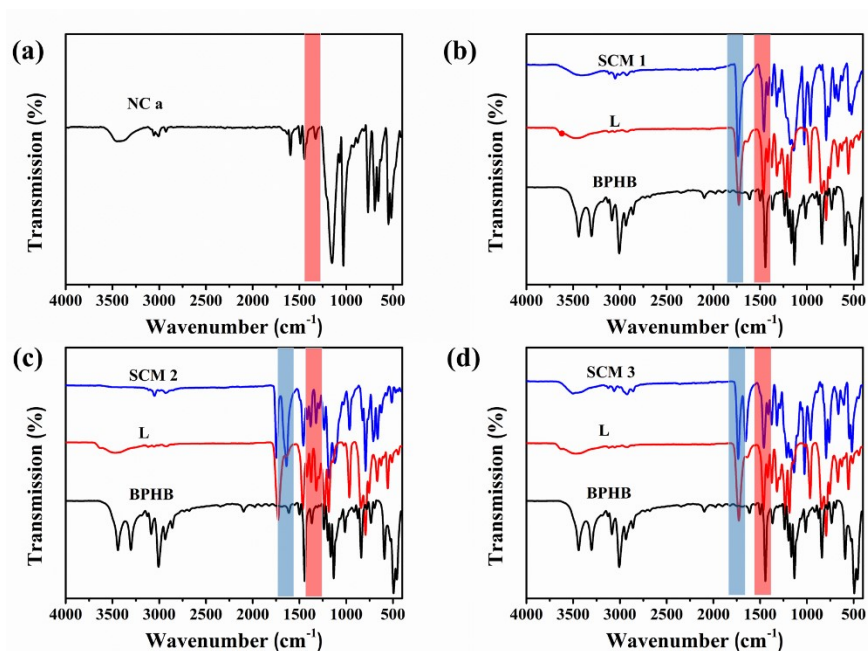 (a)
NC a
Transmission (%)
4000 3500 3000 2500 2000 1500 1000 500
Wavenumber (cm-1)
(b)
SCM 1
L
BPHB
Transmission (%)
4000 3500 3000 2500 2000 1500 1000 500
Wavenumber (cm-1)
(c)
SCM 2
L
BPHB
Transmission (%)
4000 3500 3000 2500 2000 1500 1000 500
Wavenumber (cm-1)
(d)
SCM 3
L
BPHB
Transmission (%)
4000 3500 3000 2500 2000 1500 1000 500
Wavenumber (cm-1)